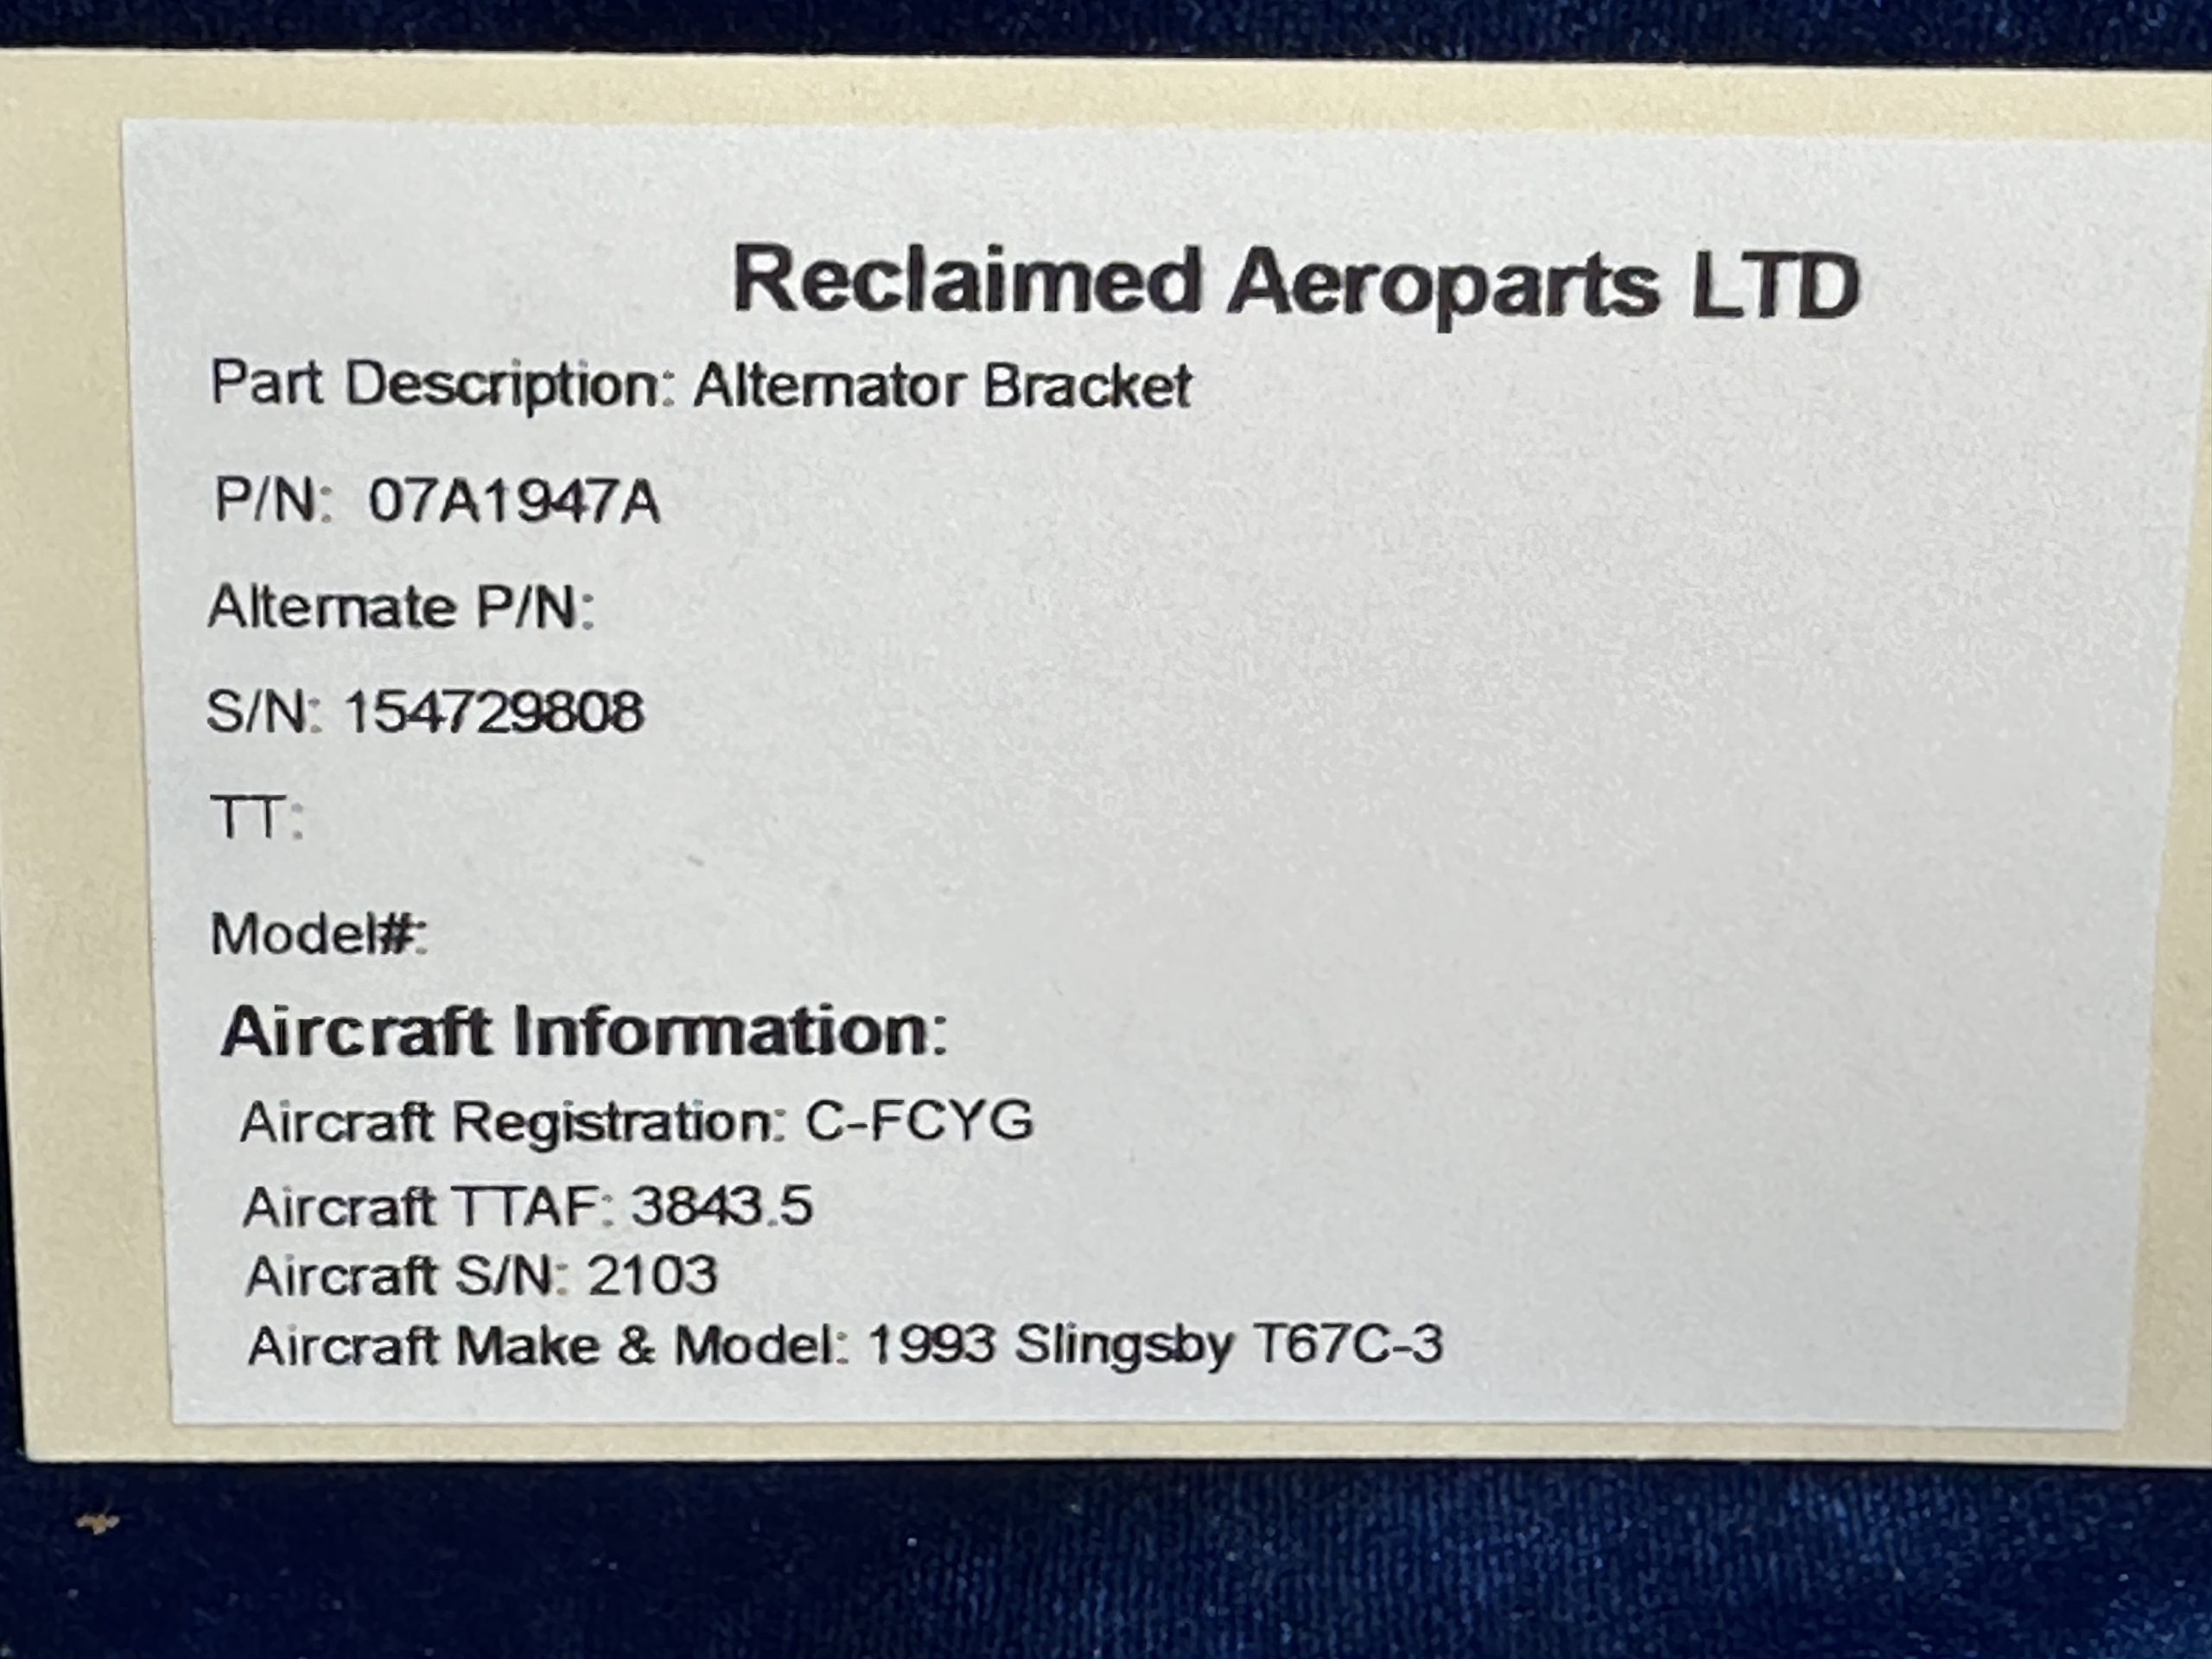 Reclaimed Aeroparts LTD
Part Description: Alternator Bracket
P/N: 07A1947A
Alternate P/N:
S/N: 154729808
TT:
Model#:
Aircraft Information:
Aircraft Registration: C-FCYG
Aircraft TTAF: 3843.5
Aircraft S/N: 2103
Aircraft Make & Model: 1993 Slingsby T67C-3